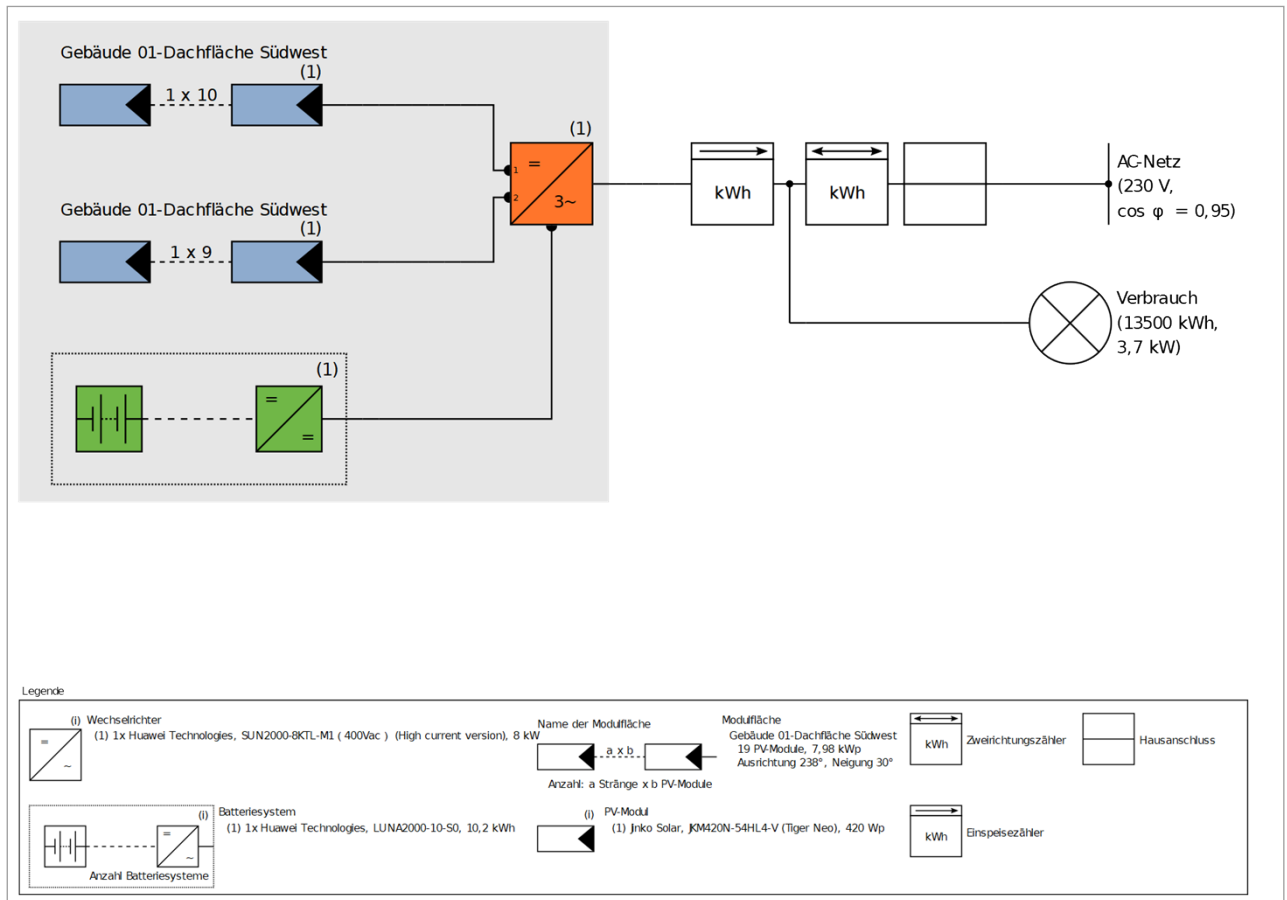 Gebäude 01-Dachfläche Südwest
(1)
1 x 10
(1)
=
1
2
3~
Gebäude 01-Dachfläche Südwest
(1)
1 x 9
(1)
=
=
kWh
kWh
AC-Netz
(230 V,
cos φ = 0,95)
Verbrauch
(13500 kWh,
3,7 kW)
Legende
(i) Wechselrichter
(1) 1x Huawei Technologies, SUN2000-8KTL-M1 (400Vac) (High current version), 8 kW
=
~
(i) Batteriesystem
(1) 1x Huawei Technologies, LUNA2000-10-S0, 10,2 kWh
=
~
Anzahl Batteriesysteme
Name der Modulfläche
a x b
Anzahl: a Stränge x b PV-Module
Modulfläche
Gebäude 01-Dachfläche Südwest
19 PV-Module, 7,98 kWp
Ausrichtung 238°, Neigung 30°
(i) PV-Modul
(1) Jinko Solar, JKM420N-54HL4-V (Tiger Neo), 420 Wp
kWh
Zweirichtungszähler
Hausanschluss
kWh
Einspeisezähler